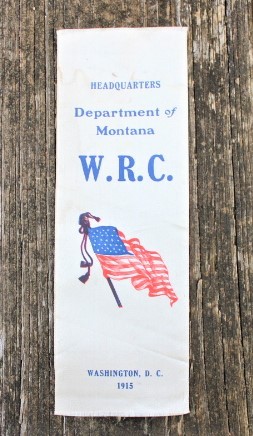 HEADQUARTERS
Department of
Montana
W.R.C.
WASHINGTON, D. C.
1915